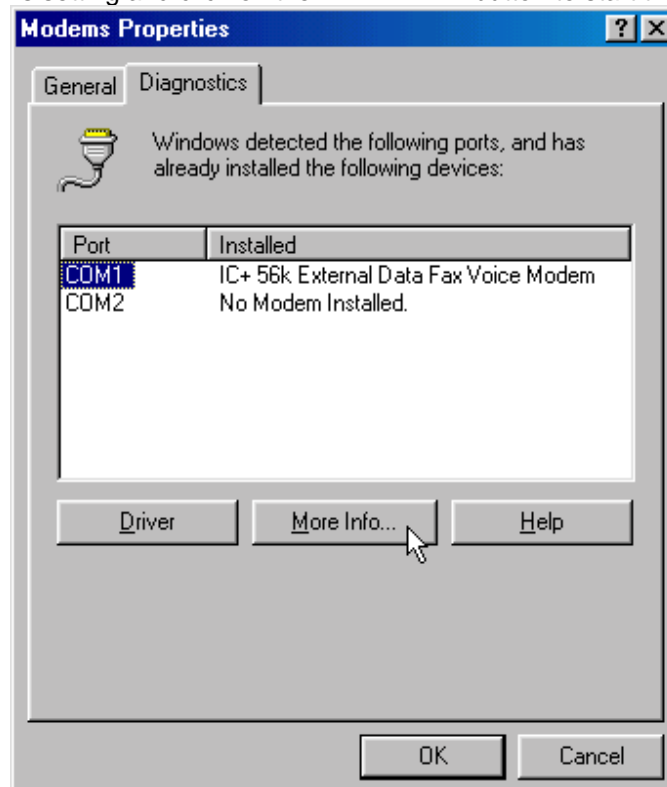 Modems Properties
General Diagnostics
Windows detected the following ports, and has
already installed the following devices:
Port Installed
COM1 IC+ 56k External Data Fax Voice Modem
COM2 No Modem Installed.
Driver More Info... Help
OK Cancel